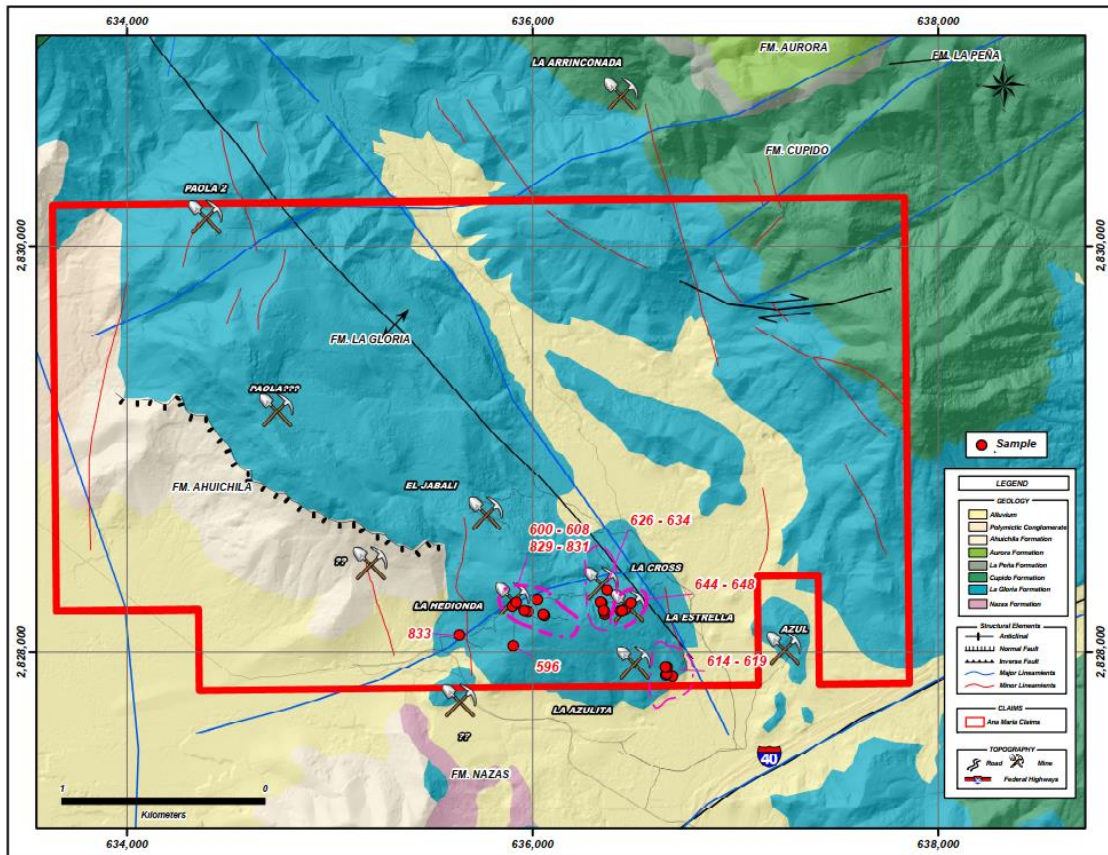 634,000
636,000
638,000
FM. AURORA
FM. LA PEÑA
LA ARRINCONADA
FM. CUPIDO
PAOLA 2
2,830,000
2,830,000
FM. LA GLORIA
PAOLA???
Sample
LEGEND
GEOLOGY
Alluvium
Polymictic Conglomerate
Ahuichila Formation
Aurora Formation
La Peña Formation
Cupido Formation
La Gloria Formation
Nazas Formation
Structural Elements
Anticlinal
Normal Fault
Inverse Fault
Major Lineamients
Minor Lineamients
CLAIMS
Ana Maria Claims
TOPOGRAPHY
Road
Mine
Federal Highways
FM. AHUICHILA
EL JABALI
600 - 608
829 - 831
626 - 634
??
LA CROSS
644 - 648
LA HEDIONDA
LA ESTRELLA
AZUL
833
596
614 - 619
2,828,000
2,828,000
LA AZULITA
??
40
FM. NAZAS
1
0
Kilometers
634,000
636,000
638,000